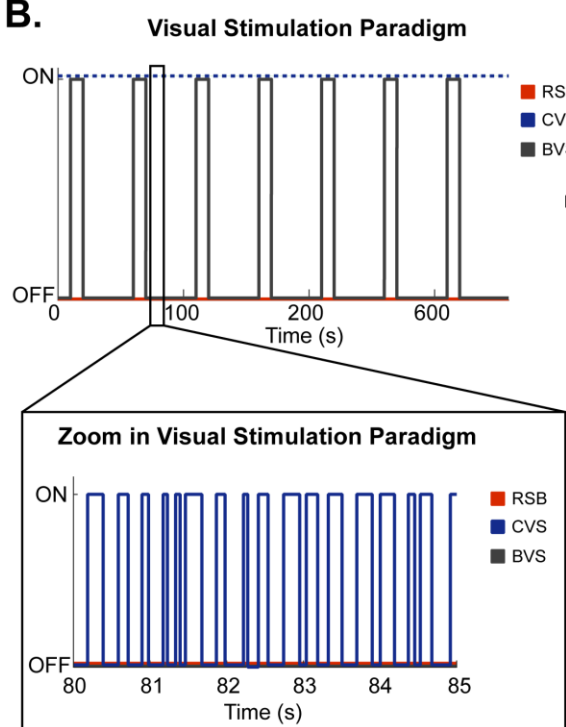 B.
Visual Stimulation Paradigm
ON
OFF
0 100 200 600
Time (s)
RS
CV
BV
Zoom in Visual Stimulation Paradigm
ON
OFF
80 81 82 83 84 85
Time (s)
RSB
CVS
BVS